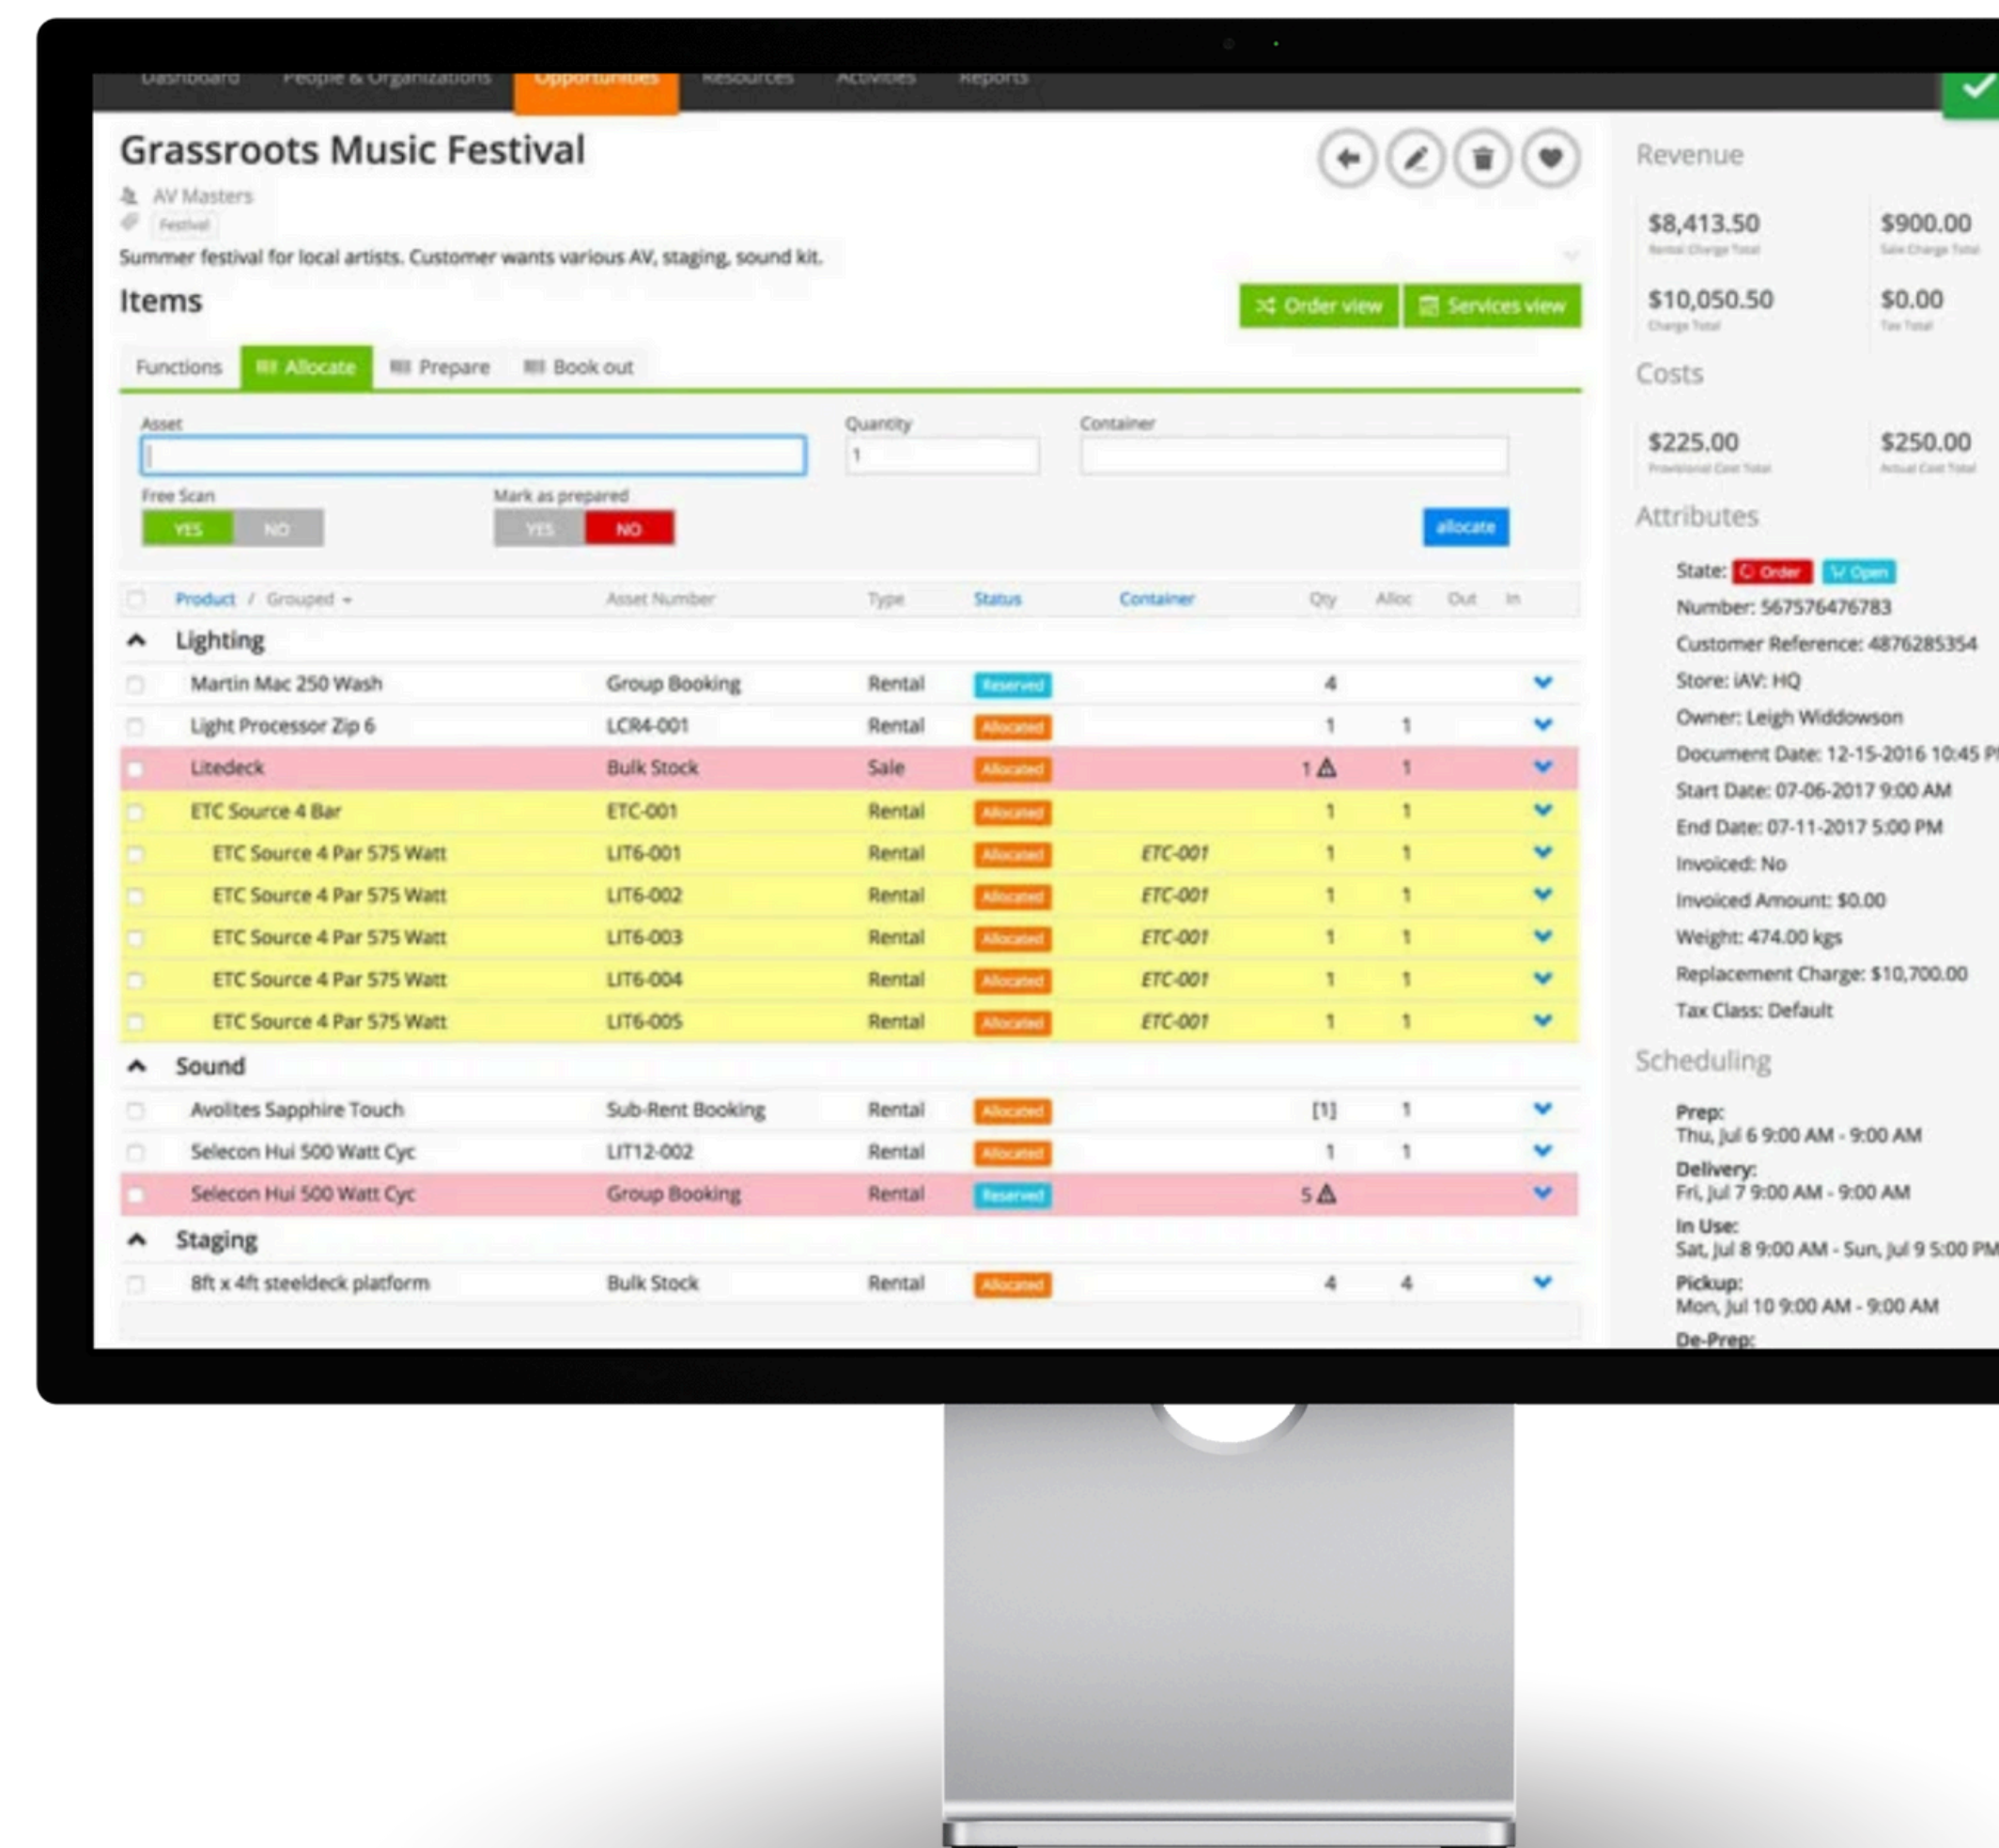 Dashboard People & Organizations Opportunities Resources Activities Reports
Grassroots Music Festival
AV Masters
Festival
Summer festival for local artists. Customer wants various AV, staging, sound kit.
Items
Order view Services view
Functions Allocate Prepare Book out
Asset Quantity Container
1
Free Scan Mark as prepared
YES NO YES NO allocate
Product / Grouped Asset Number Type Status Container Qty Alloc Out In
Lighting
Martin Mac 250 Wash Group Booking Rental Reserved 4
Light Processor Zip 6 LCR4-001 Rental Allocated 1 1
Litedeck Bulk Stock Sale Allocated 1 1
ETC Source 4 Bar ETC-001 Rental Allocated 1 1
ETC Source 4 Par 575 Watt LIT6-001 Rental Allocated ETC-001 1 1
ETC Source 4 Par 575 Watt LIT6-002 Rental Allocated ETC-001 1 1
ETC Source 4 Par 575 Watt LIT6-003 Rental Allocated ETC-001 1 1
ETC Source 4 Par 575 Watt LIT6-004 Rental Allocated ETC-001 1 1
ETC Source 4 Par 575 Watt LIT6-005 Rental Allocated ETC-001 1 1
Sound
Avolites Sapphire Touch Sub-Rent Booking Rental Allocated [1] 1
Selecon Hui 500 Watt Cyc LIT12-002 Rental Allocated 1 1
Selecon Hui 500 Watt Cyc Group Booking Rental Reserved 5
Staging
8ft x 4ft steeldeck platform Bulk Stock Rental Allocated 4 4
Revenue
$8,413.50 $900.00
Rental Charge Total Sale Charge Total
$10,050.50 $0.00
Charge Total Tax Total
Costs
$225.00 $250.00
Provisional Cost Total Actual Cost Total
Attributes
State: Order Open
Number: 567576476783
Customer Reference: 4876285354
Store: iAV: HQ
Owner: Leigh Widdowson
Document Date: 12-15-2016 10:45 P
Start Date: 07-06-2017 9:00 AM
End Date: 07-11-2017 5:00 PM
Invoiced: No
Invoiced Amount: $0.00
Weight: 474.00 kgs
Replacement Charge: $10,700.00
Tax Class: Default
Scheduling
Prep:
Thu, Jul 6 9:00 AM - 9:00 AM
Delivery:
Fri, Jul 7 9:00 AM - 9:00 AM
In Use:
Sat, Jul 8 9:00 AM - Sun, Jul 9 5:00 PM
Pickup:
Mon, Jul 10 9:00 AM - 9:00 AM
De-Prep: